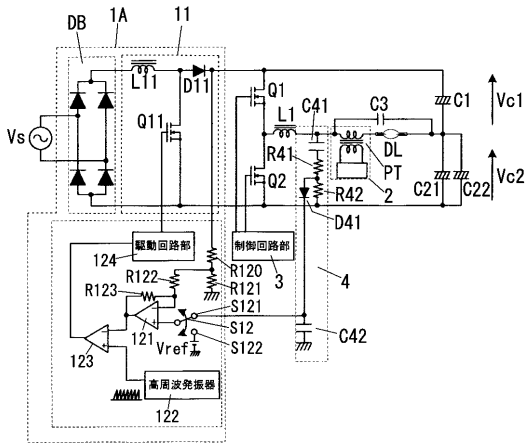 1A
DB
11
L11
D11
Q1
Q11
L1
C41
C3
C1
Vc1
Vs
R41
DL
PT
Q2
R42
2
C21
C22
Vc2
D41
駆動回路部
124
制御回路部
3
R120
R122
R121
4
R123
S121
121
S12
C42
123
Vref
S122
高周波発振器
122